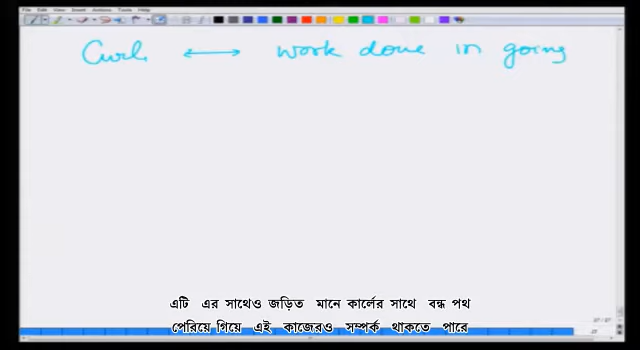 Curl ↔ work done in going
এটি এর সাথেও জড়িত মানে কার্লের সাথে বন্ধ পথ
পেরিয়ে গিয়ে এই কাজেরও সম্পর্ক থাকতে পারে